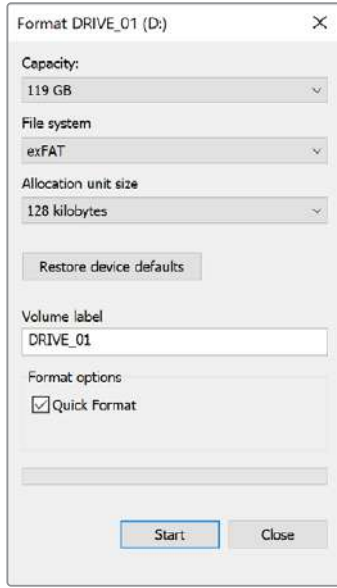 Format DRIVE_01 (D:)
Capacity:
119 GB
File system
exFAT
Allocation unit size
128 kilobytes
Restore device defaults
Volume label
DRIVE_01
Format options
Quick Format
Start Close